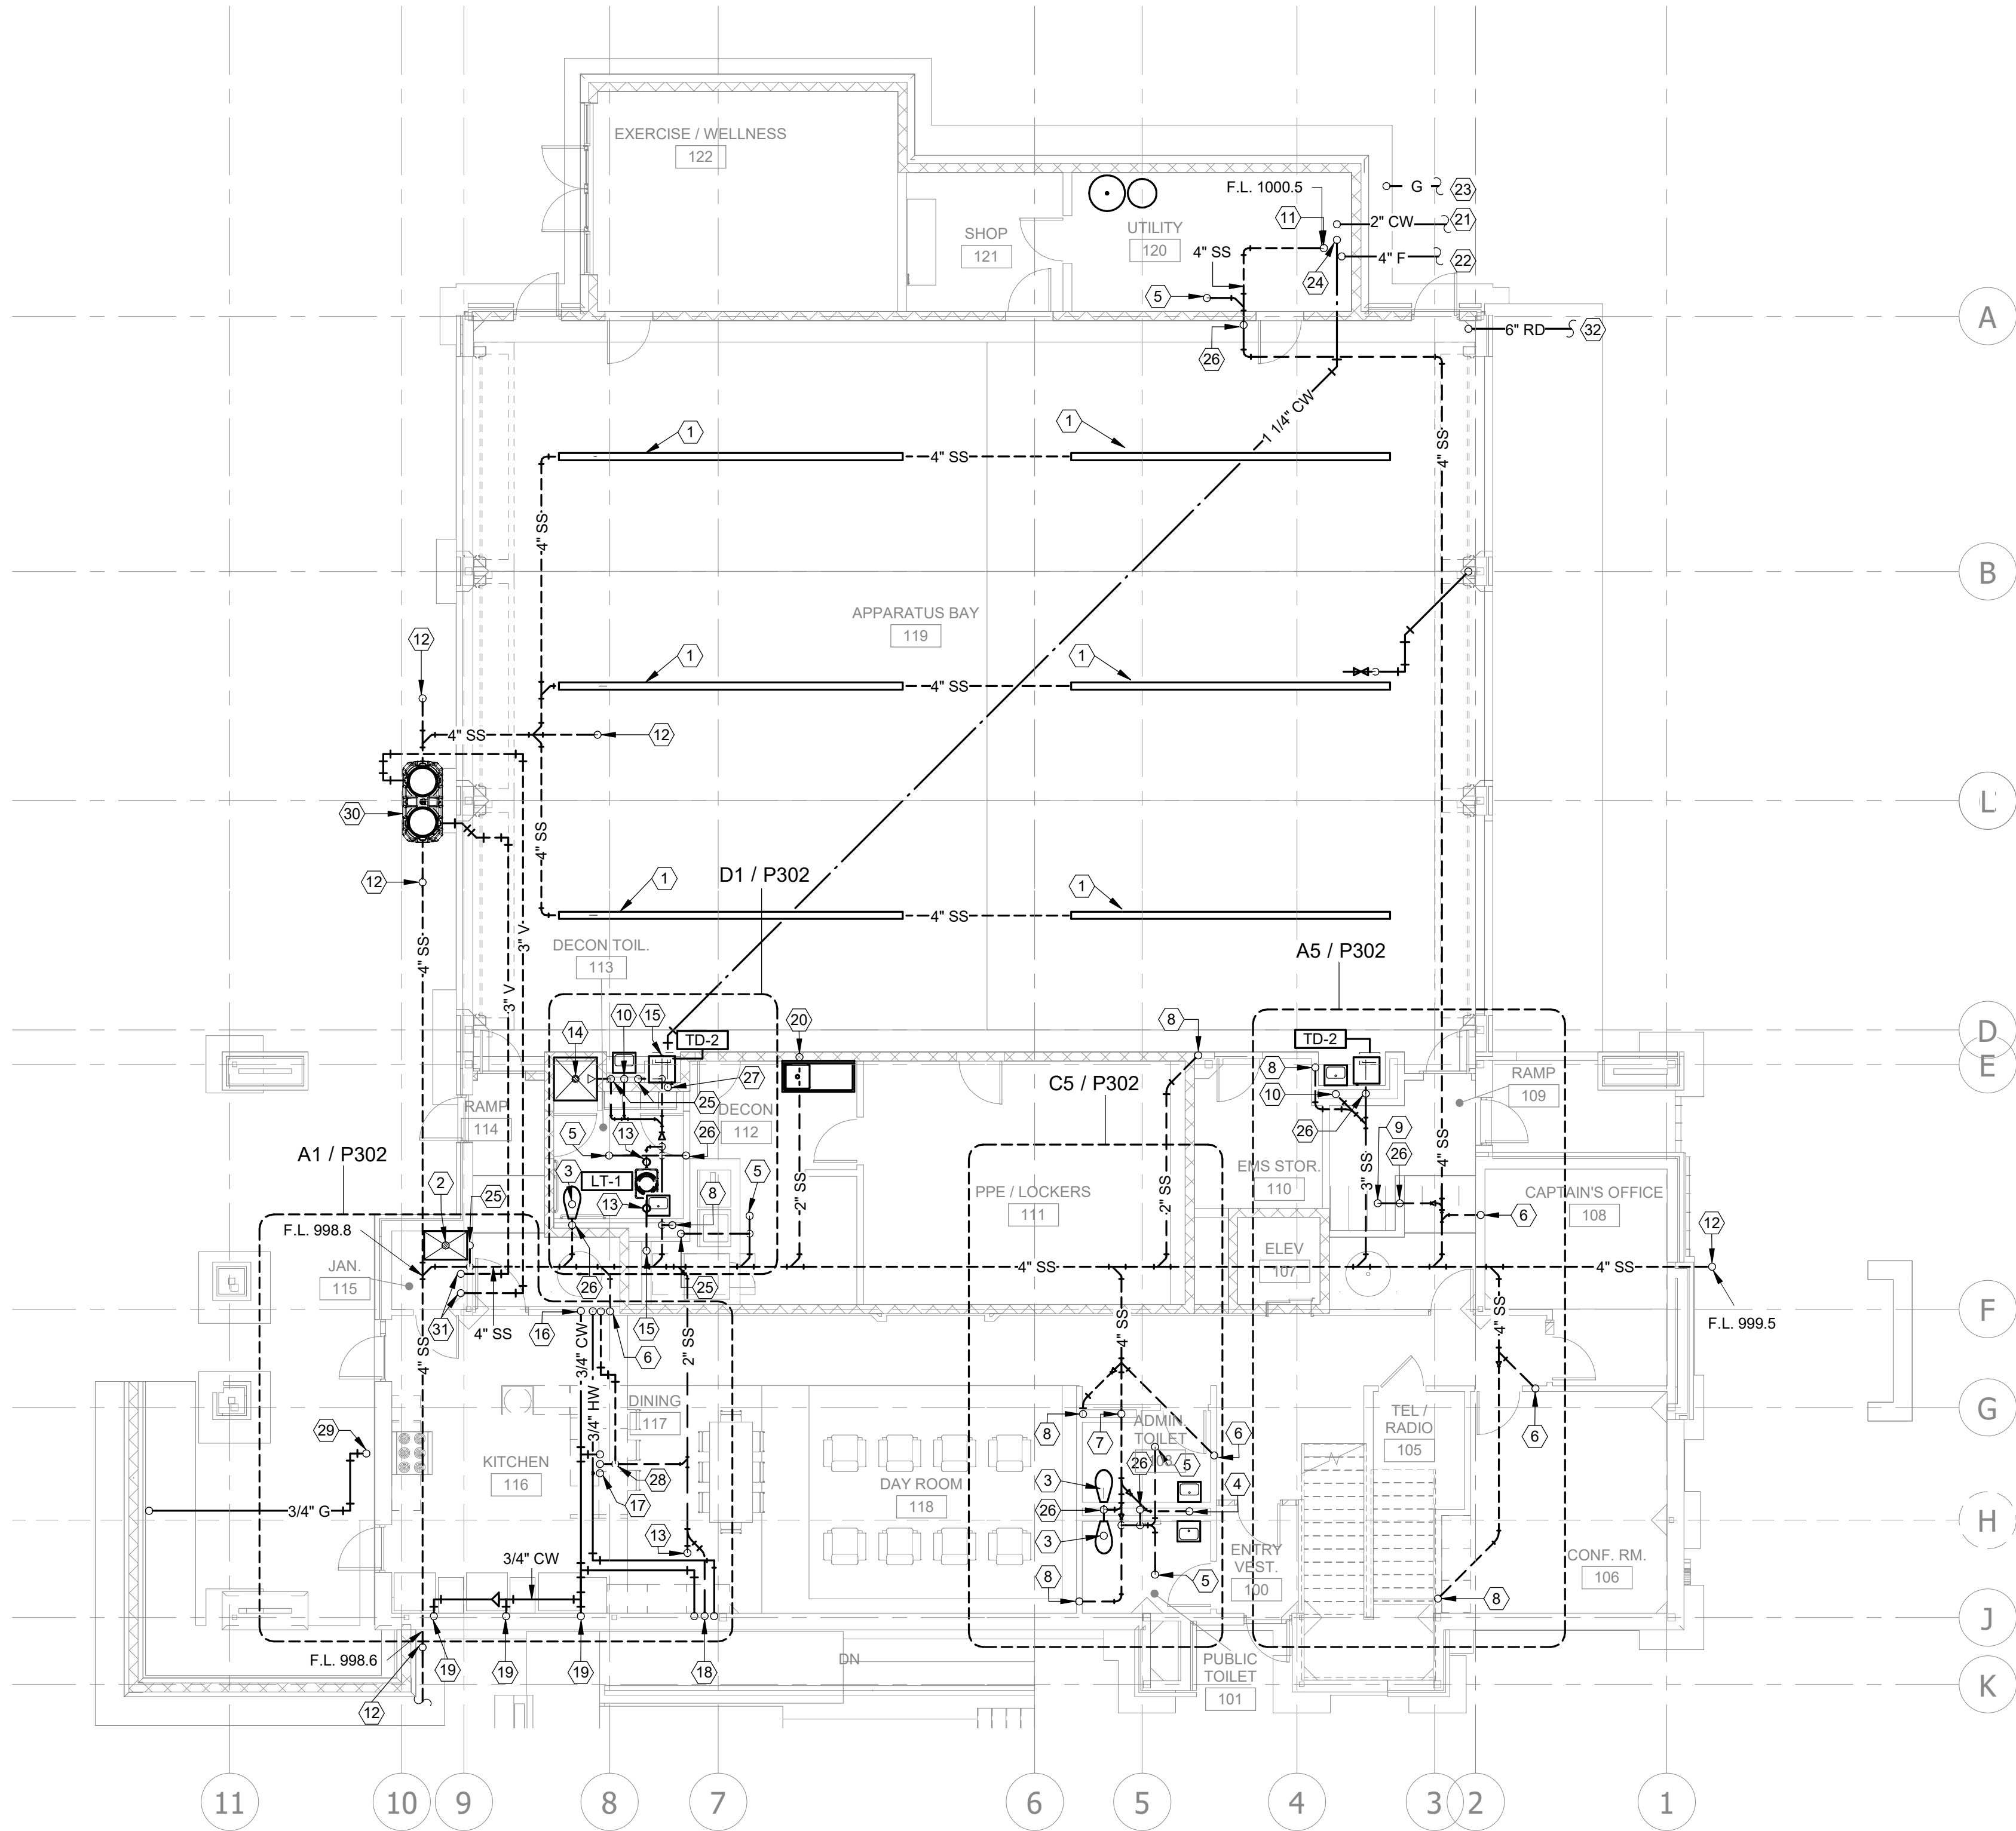 EXERCISE / WELLNESS
122
F.L. 1000.5
G
23
11
2" CW
21
SHOP
121
UTILITY
120
4" SS
4" F
22
24
5
A
6" RD
32
26
1 1/4" CW
1
1
4" SS
4" SS
4" SS
B
APPARATUS BAY
119
12
1
1
4" SS
4" SS
12
L
30
4" SS
12
D1 / P302
1
1
4" SS
4" SS
3" V
DECON TOIL.
113
A5 / P302
3" V
14
10
15
TD-2
20
8
TD-2
D
E
27
25
8
10
C5 / P302
RAMP
109
RAMP
114
DECON
112
5
13
26
26
9
26
A1 / P302
2
25
3
LT-1
13
8
5
2" SS
PPE / LOCKERS
111
2" SS
EMS STOR.
110
3" SS
4" SS
CAPTAIN'S OFFICE
108
6
12
F.L. 998.8
JAN.
115
ELEV
107
4" SS
4" SS
26
25
31
4" SS
16
15
6
F
F.L. 999.5
4" SS
3/4" CW
3/4" HW
2" SS
4" SS
4" SS
DINING
117
29
KITCHEN
116
28
17
DAY ROOM
118
8
7
ADMIN.
TOILET
103
26
5
6
4
TEL /
RADIO
105
6
G
3
26
3
3/4" G
H
13
3/4" CW
8
5
ENTRY
VEST.
100
8
CONF. RM.
106
J
F.L. 998.6
19
19
19
18
12
DN
PUBLIC
TOILET
101
K
11
10
9
8
7
6
5
4
3
2
1